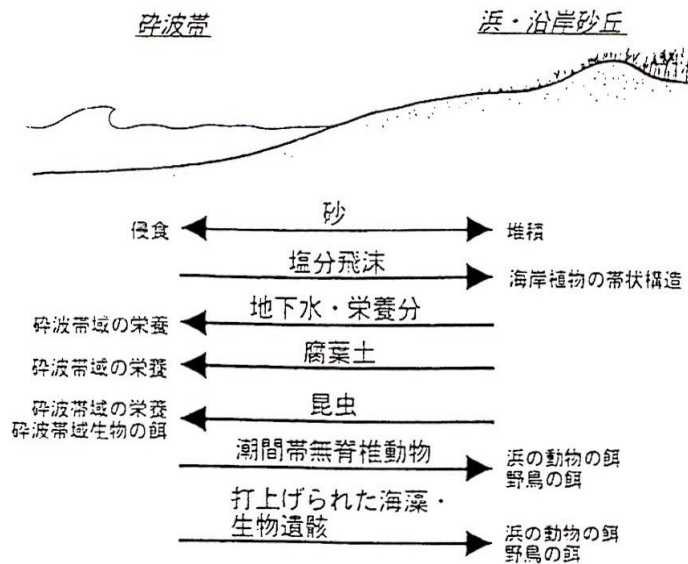 砕波帯
浜・沿岸砂丘
砂
侵食
堆積
塩分飛沫
海岸植物の帯状構造
地下水・栄養分
砕波帯域の栄養
腐葉土
砕波帯域の栄養
昆虫
砕波帯域の栄養
砕波帯域生物の餌
潮間帯無脊椎動物
浜の動物の餌
野鳥の餌
打上げられた海藻・
生物遺骸
浜の動物の餌
野鳥の餌